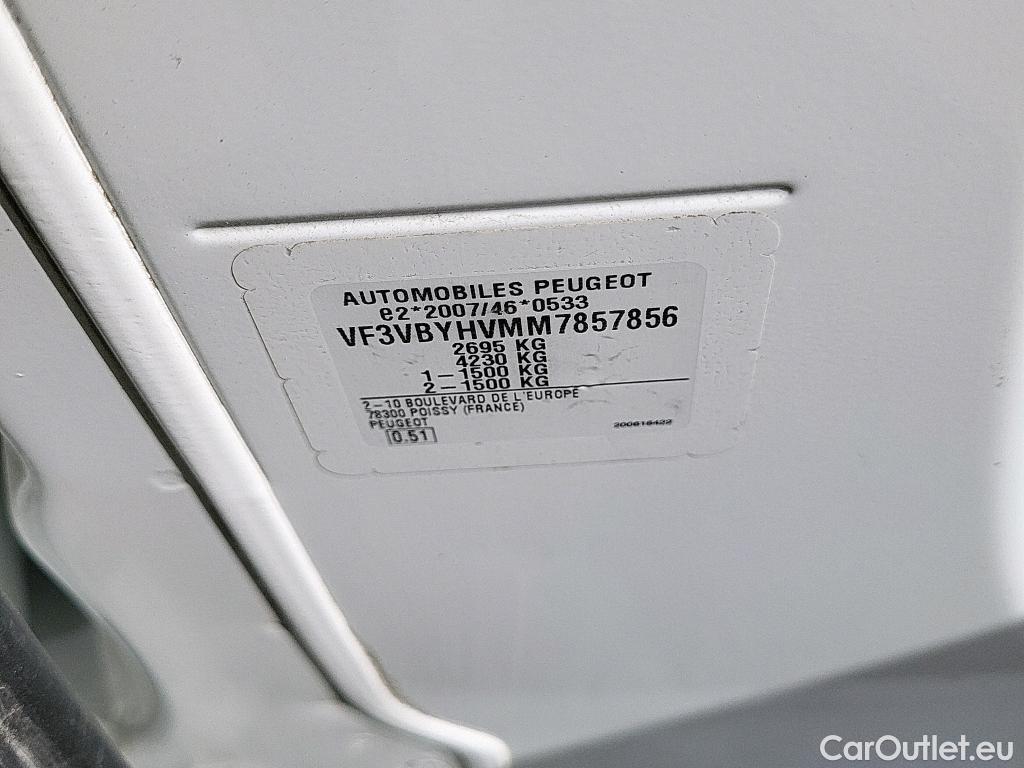 AUTOMOBILES PEUGEOT
e2*2007/46*0533
VF3VBYHVMM7857856
2695 KG
4230 KG
1-1500 KG
2-1500 KG
2-10 BOULEVARD DE L'EUROPE
78300 POISSY (FRANCE)
PEUGEOT
0.51
CarOutlet.eu